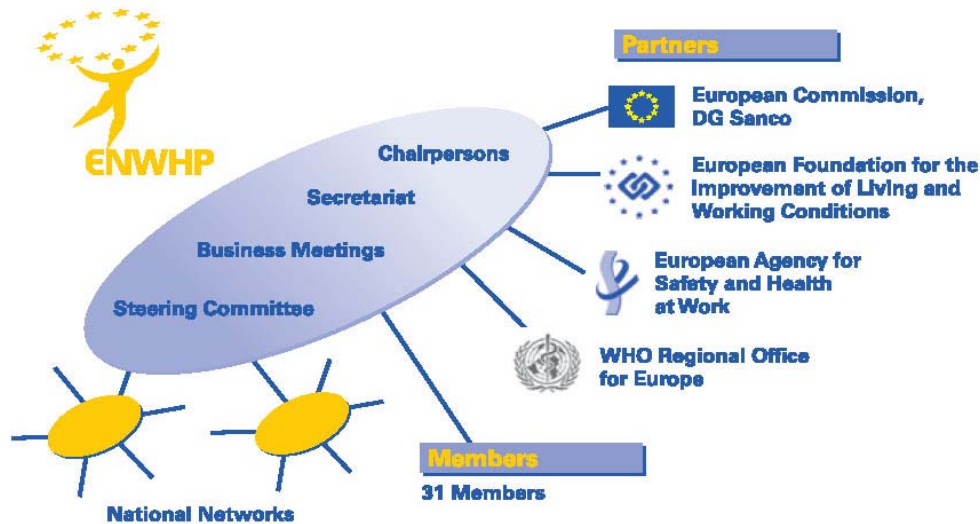 ENWHP
Chairpersons
Secretariat
Business Meetings
Steering Committee
Partners
European Commission,
DG Sanco
European Foundation for the
Improvement of Living and
Working Conditions
European Agency for
Safety and Health
at Work
WHO Regional Office
for Europe
Members
31 Members
National Networks